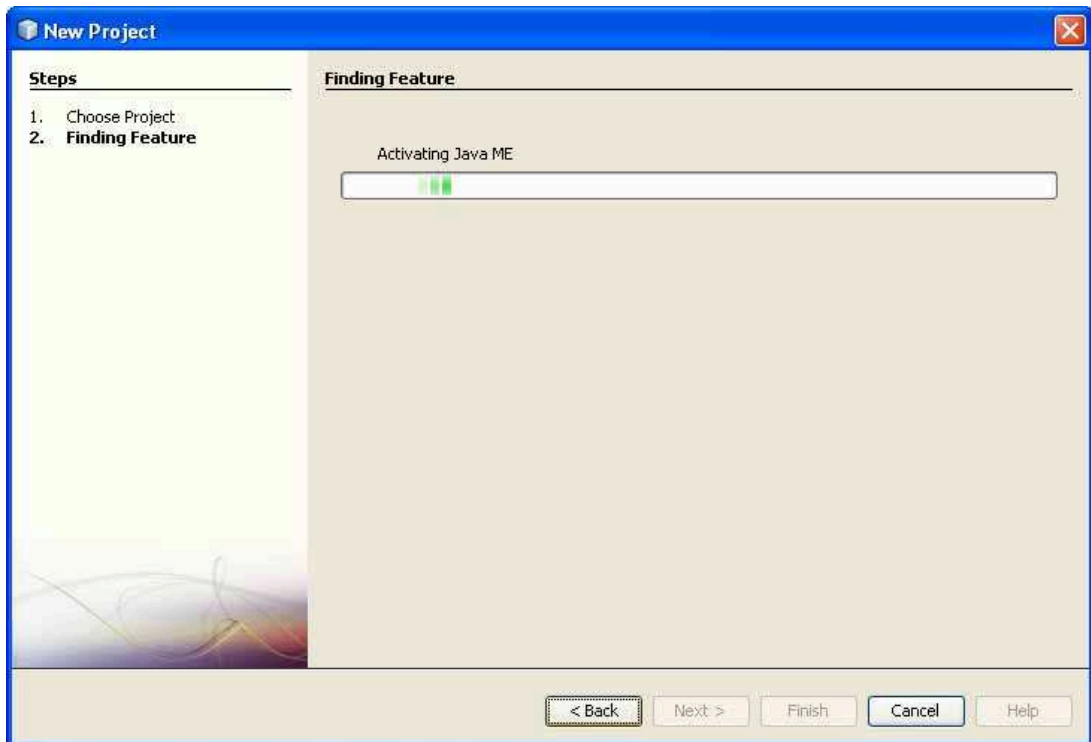 New Project
Steps
1. Choose Project
2. Finding Feature
Finding Feature
Activating Java ME
< Back
Next >
Finish
Cancel
Help